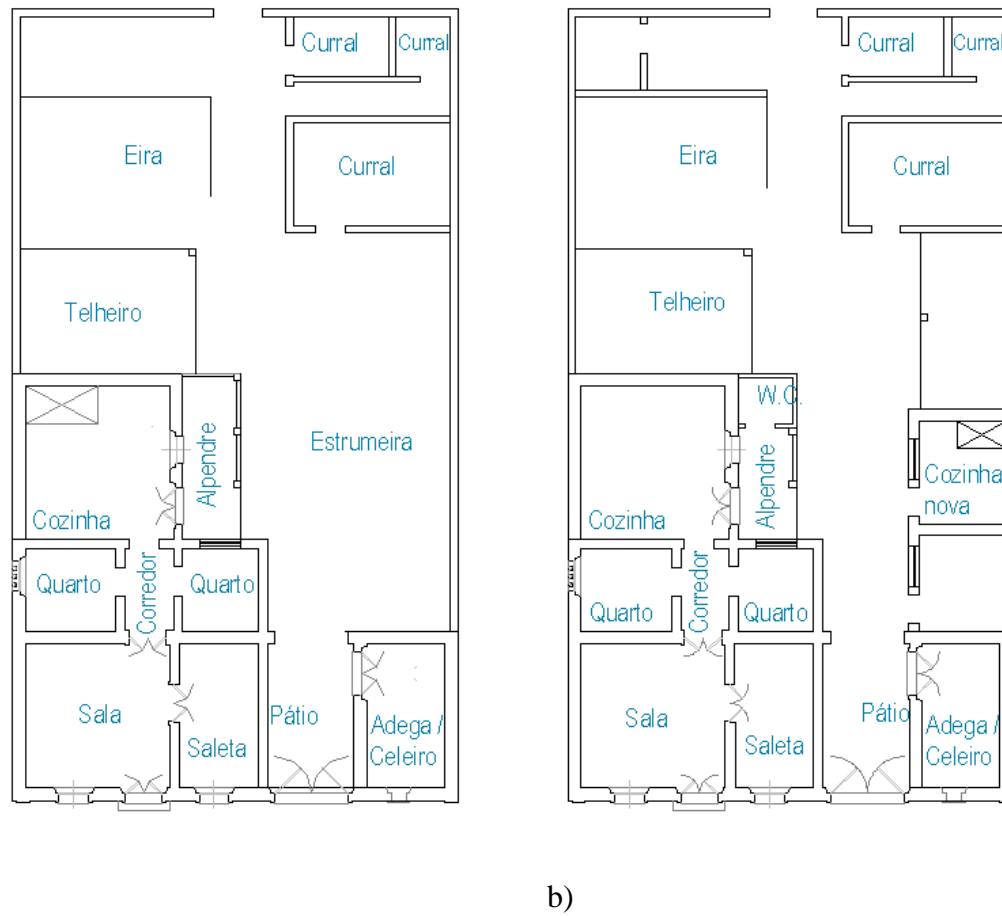 Curral
Curral
Eira
Curral
Telheiro
Alpendre
Estrumeira
Cozinha
Quarto
Corredor
Quarto
Sala
Saleta
Pátio
Adega /
Celeiro
Curral
Curral
Eira
Curral
Telheiro
W.C.
Alpendre
Cozinha
nova
Cozinha
Quarto
Corredor
Quarto
Sala
Saleta
Pátio
Adega /
Celeiro
b)